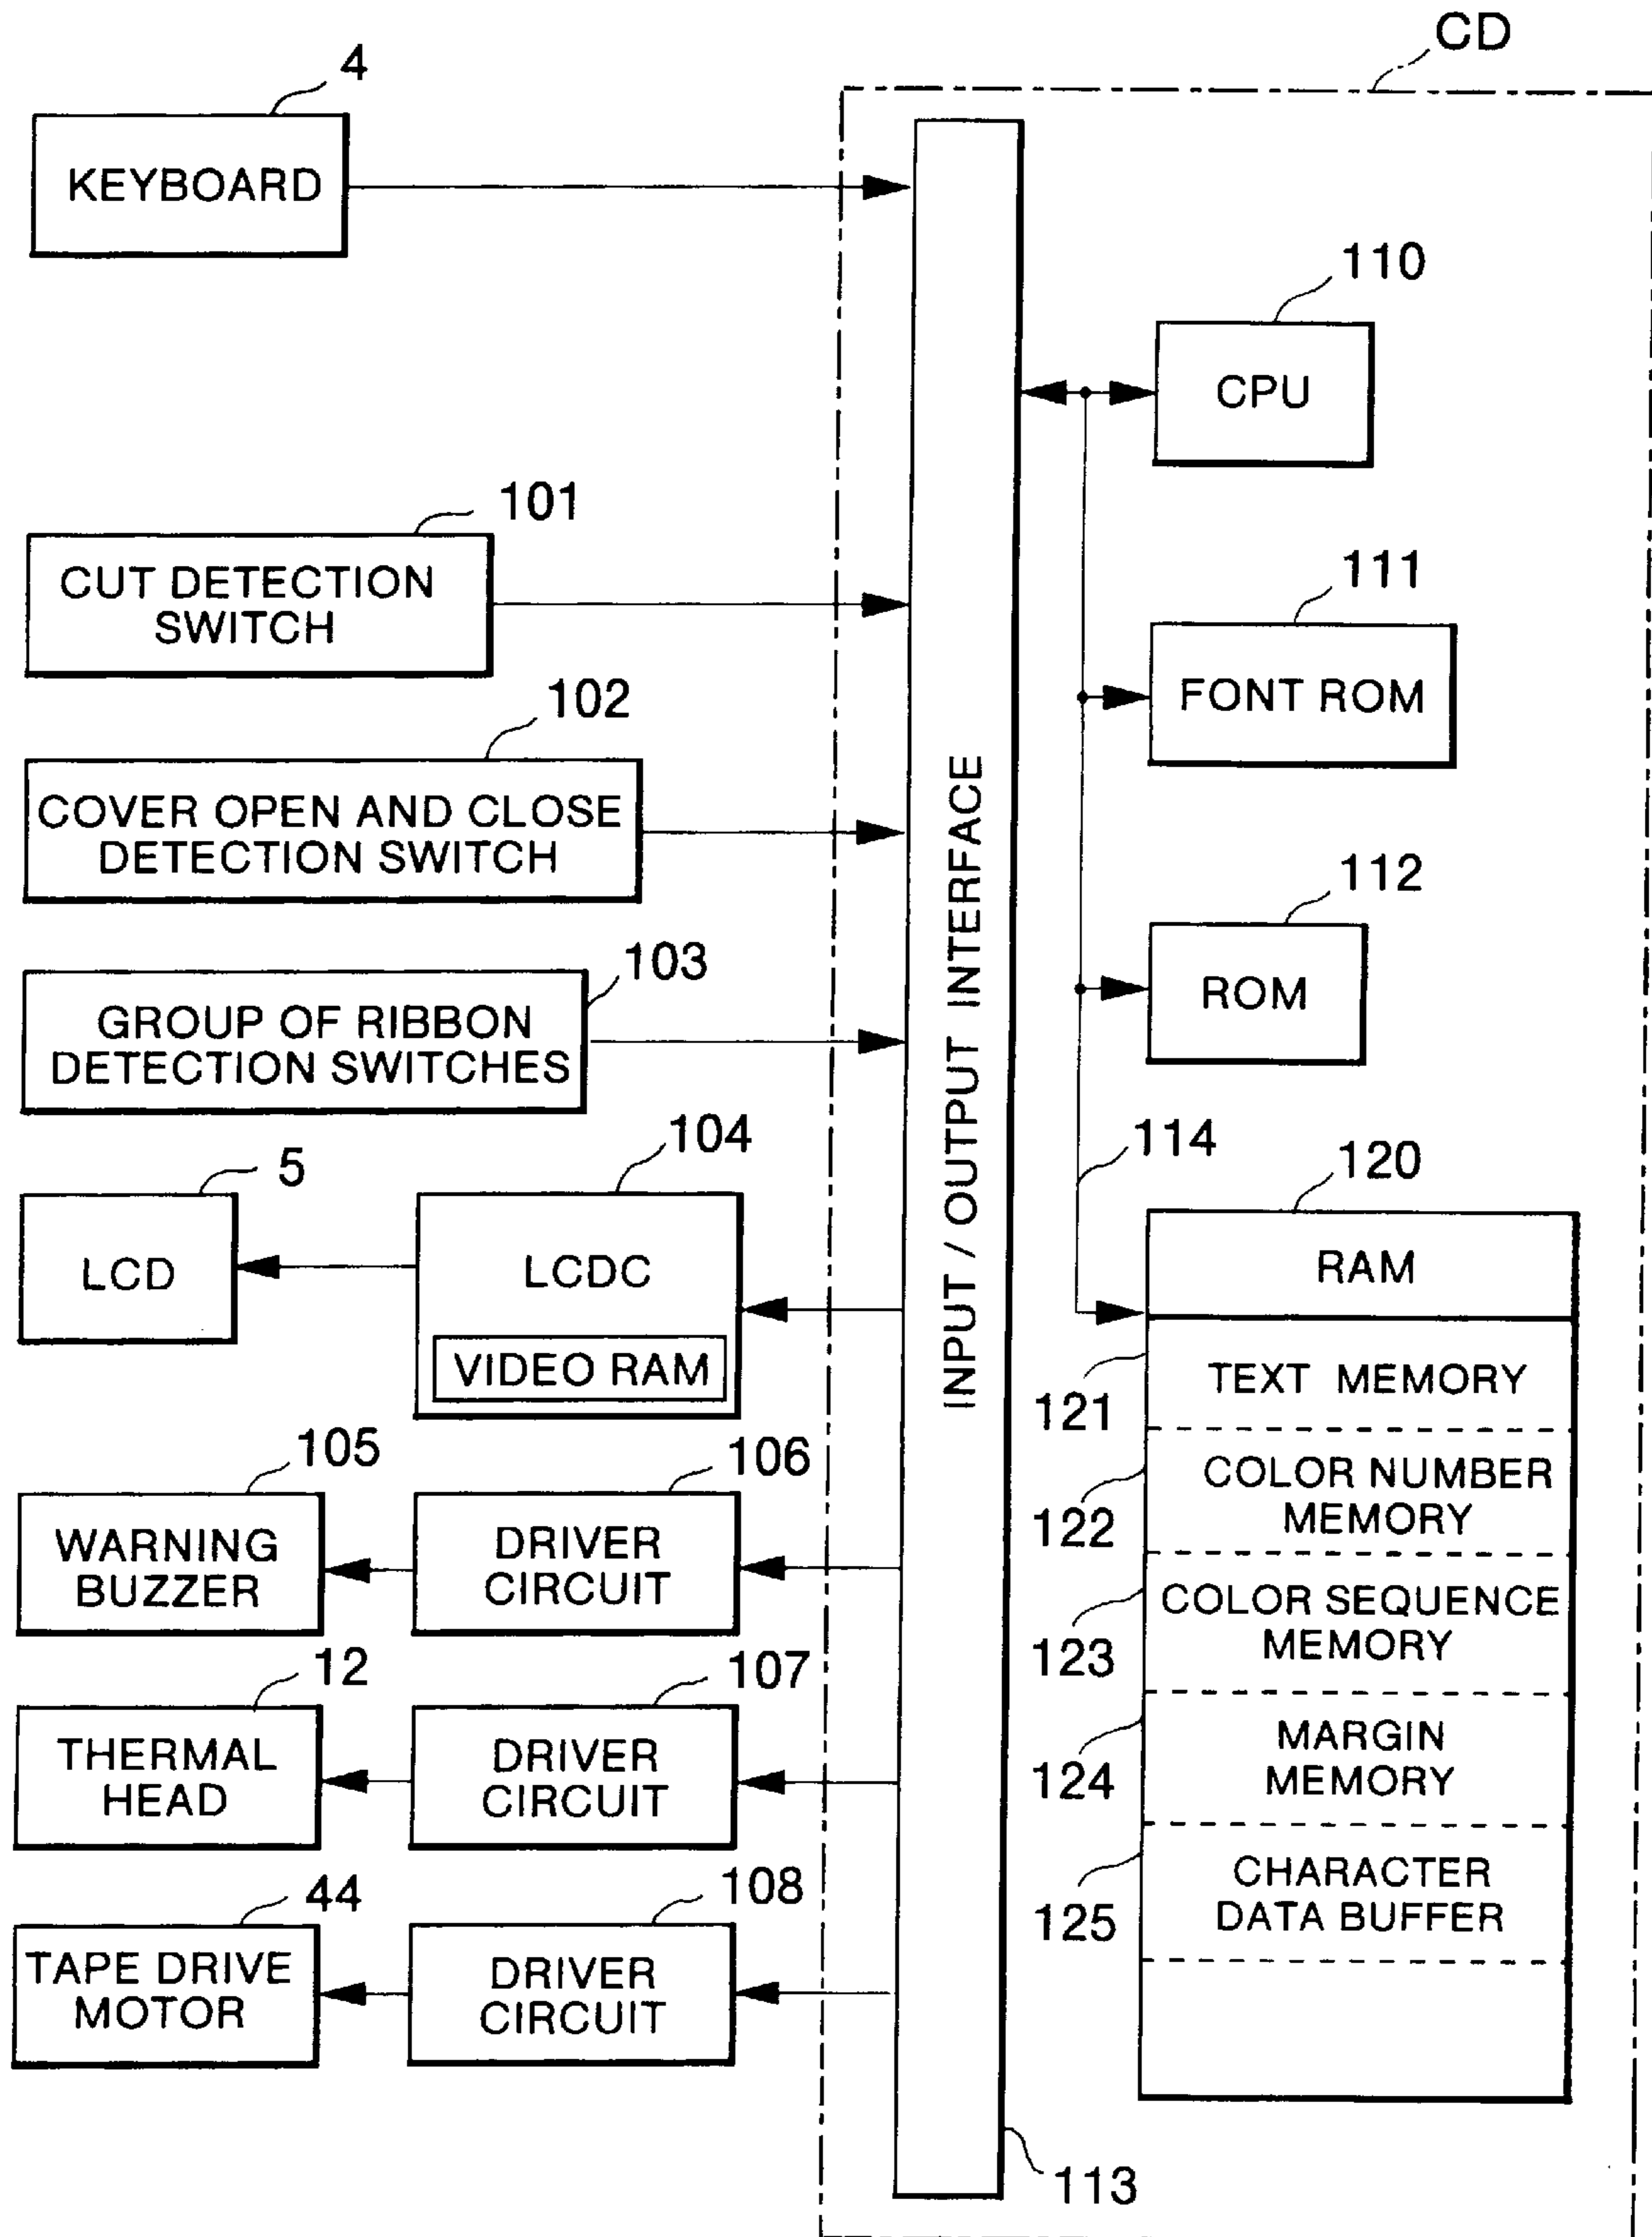 CD
4
KEYBOARD
110
CPU
101
CUT DETECTION
SWITCH
111
FONT ROM
102
COVER OPEN AND CLOSE
DETECTION SWITCH
112
ROM
103
GROUP OF RIBBON
DETECTION SWITCHES
INPUT / OUTPUT INTERFACE
104
LCDC
VIDEO RAM
5
LCD
114
120
RAM
121
TEXT MEMORY
122
COLOR NUMBER
MEMORY
123
COLOR SEQUENCE
MEMORY
124
MARGIN
MEMORY
125
CHARACTER
DATA BUFFER
105
WARNING
BUZZER
106
DRIVER
CIRCUIT
12
THERMAL
HEAD
107
DRIVER
CIRCUIT
44
TAPE DRIVE
MOTOR
108
DRIVER
CIRCUIT
113